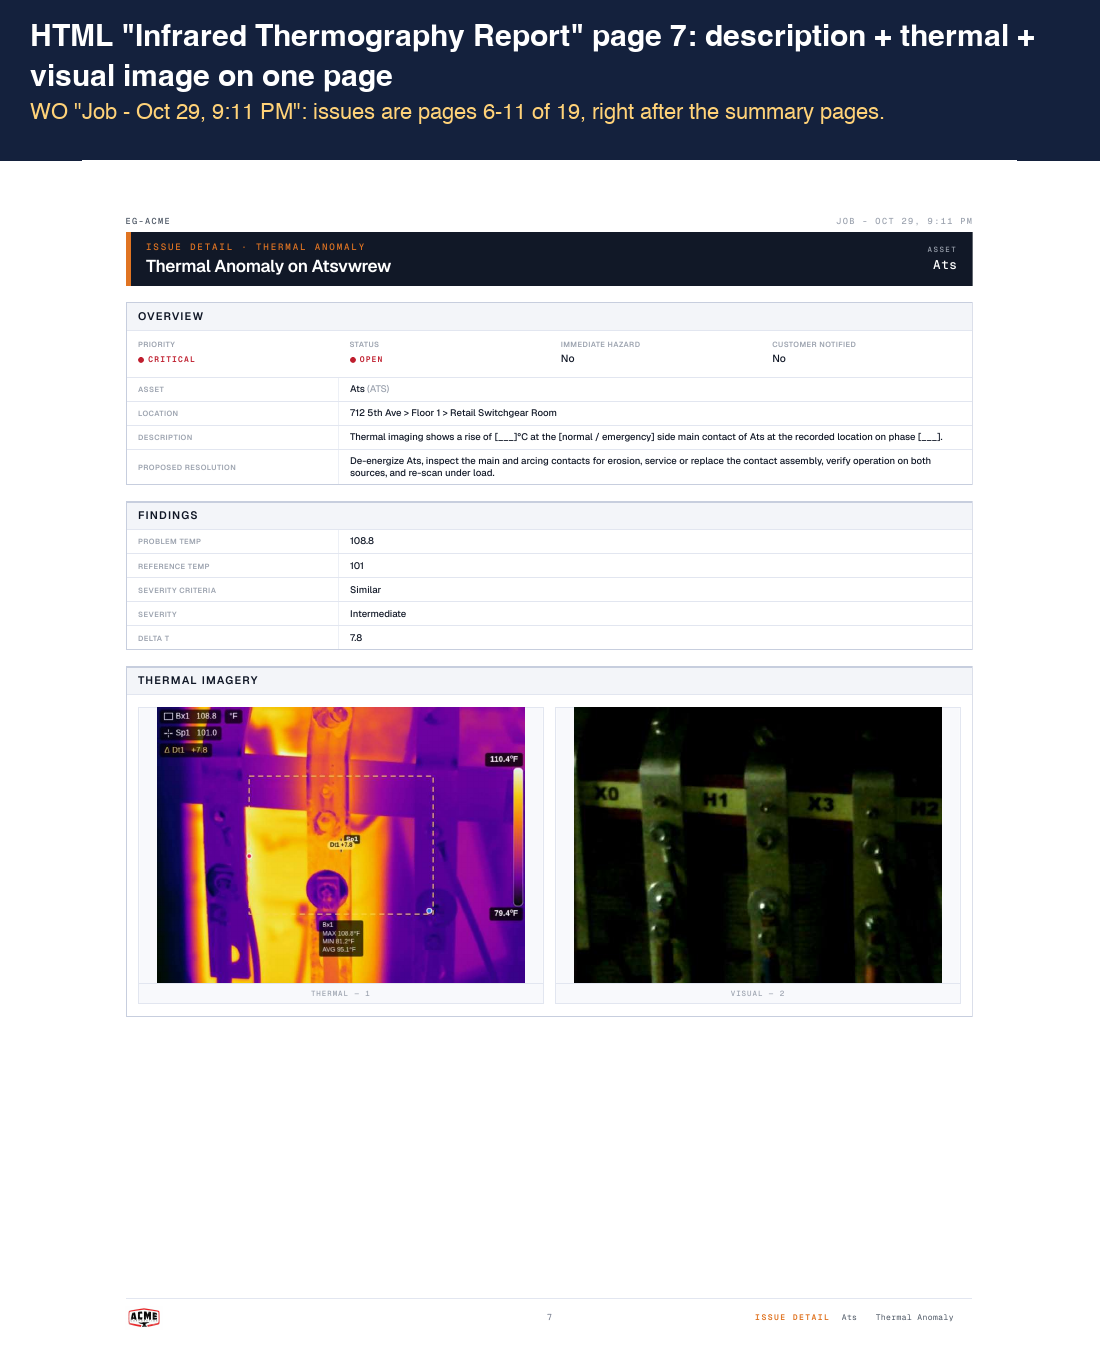 HTML "Infrared Thermography Report" page 7: description + thermal +
visual image on one page
WO "Job - Oct 29, 9:11 PM": issues are pages 6-11 of 19, right after the summary pages.
EG-ACME
JOB - OCT 29, 9:11 PM
ISSUE DETAIL · THERMAL ANOMALY
Thermal Anomaly on Atsvwrew
ASSET
Ats
OVERVIEW
PRIORITY
CRITICAL
STATUS
OPEN
IMMEDIATE HAZARD
No
CUSTOMER NOTIFIED
No
ASSET
Ats (ATS)
LOCATION
712 5th Ave > Floor 1 > Retail Switchgear Room
DESCRIPTION
Thermal imaging shows a rise of [___]°C at the [normal / emergency] side main contact of Ats at the recorded location on phase [___].
PROPOSED RESOLUTION
De-energize Ats, inspect the main and arcing contacts for erosion, service or replace the contact assembly, verify operation on both
sources, and re-scan under load.
FINDINGS
PROBLEM TEMP
108.8
REFERENCE TEMP
101
SEVERITY CRITERIA
Similar
SEVERITY
Intermediate
DELTA T
7.8
THERMAL IMAGERY
Bx1 108.8 °F
Sp1 101.0
Δ Dt1 +7.8
110.4°F
Sp1
Dt1 +7.8
79.4°F
Bx1
MAX 108.8°F
MIN 81.2°F
AVG 95.1°F
THERMAL — 1
X0 H1 X3 H2
VISUAL — 2
ACME
7
ISSUE DETAIL Ats Thermal Anomaly